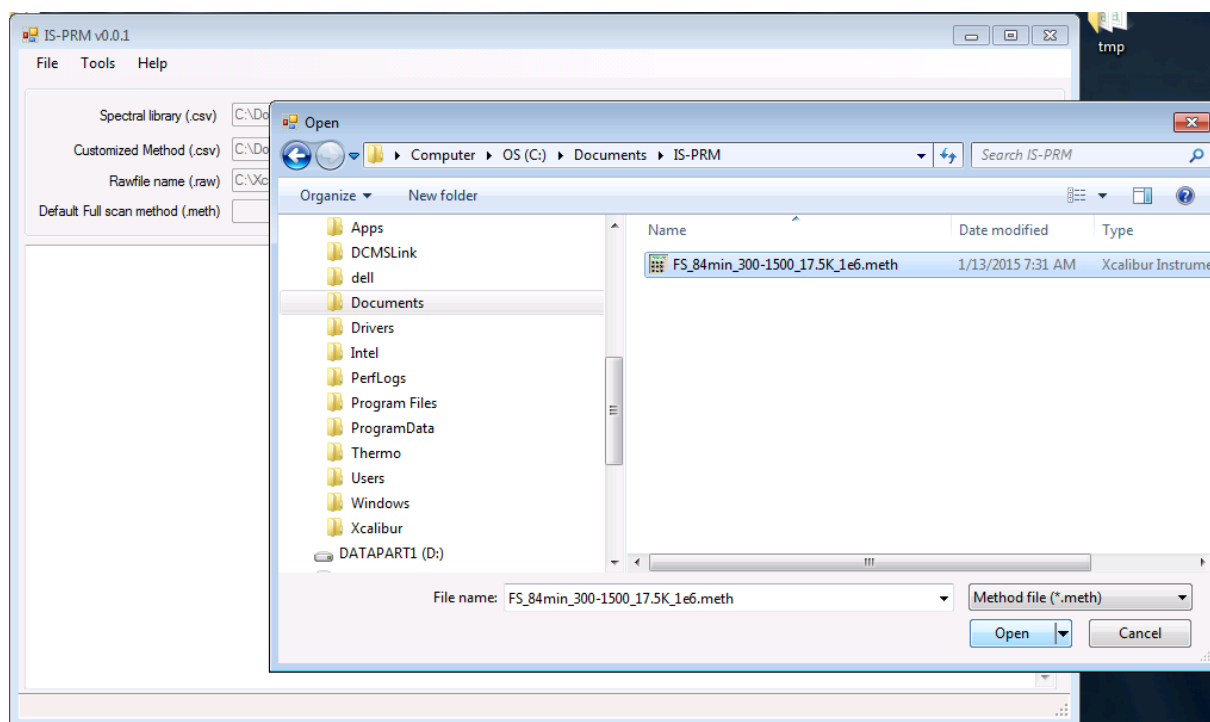 IS-PRM v0.0.1
tmp
File Tools Help
Spectral library (.csv) C:\Do
Customized Method (.csv) C:\Do
Rawfile name (.raw) C:\Xc
Default Full scan method (.meth)
Open
Computer OS (C:) Documents IS-PRM
Search IS-PRM
Organize New folder
Name Date modified Type
FS_84min_300-1500_17.5K_1e6.meth 1/13/2015 7:31 AM Xcalibur Instrume
Apps
DCMSLink
dell
Documents
Drivers
Intel
PerfLogs
Program Files
ProgramData
Thermo
Users
Windows
Xcalibur
DATAPART1 (D:)
File name: FS_84min_300-1500_17.5K_1e6.meth Method file (*.meth)
Open Cancel